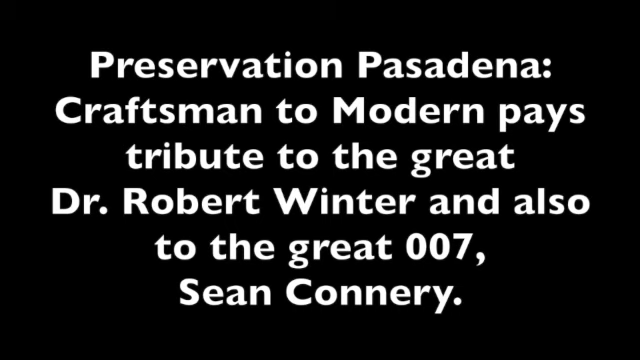 Preservation Pasadena:
Craftsman to Modern pays
tribute to the great
Dr. Robert Winter and also
to the great 007,
Sean Connery.